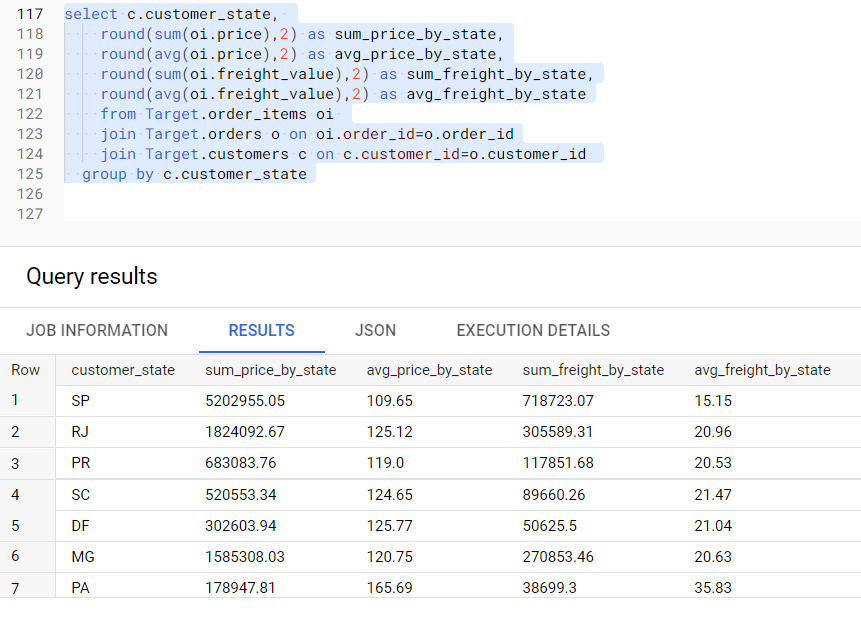 117 select c.customer_state,
118 round(sum(oi.price),2) as sum_price_by_state,
119 round(avg(oi.price),2) as avg_price_by_state,
120 round(sum(oi.freight_value),2) as sum_freight_by_state,
121 round(avg(oi.freight_value),2) as avg_freight_by_state
122 from Target.order_items oi
123 join Target.orders o on oi.order_id=o.order_id
124 join Target.customers c on c.customer_id=o.customer_id
125 group by c.customer_state
126
127
Query results
JOB INFORMATION RESULTS JSON EXECUTION DETAILS
Row customer_state sum_price_by_state avg_price_by_state sum_freight_by_state avg_freight_by_state
1 SP 5202955.05 109.65 718723.07 15.15
2 RJ 1824092.67 125.12 305589.31 20.96
3 PR 683083.76 119.0 117851.68 20.53
4 SC 520553.34 124.65 89660.26 21.47
5 DF 302603.94 125.77 50625.5 21.04
6 MG 1585308.03 120.75 270853.46 20.63
7 PA 178947.81 165.69 38699.3 35.83